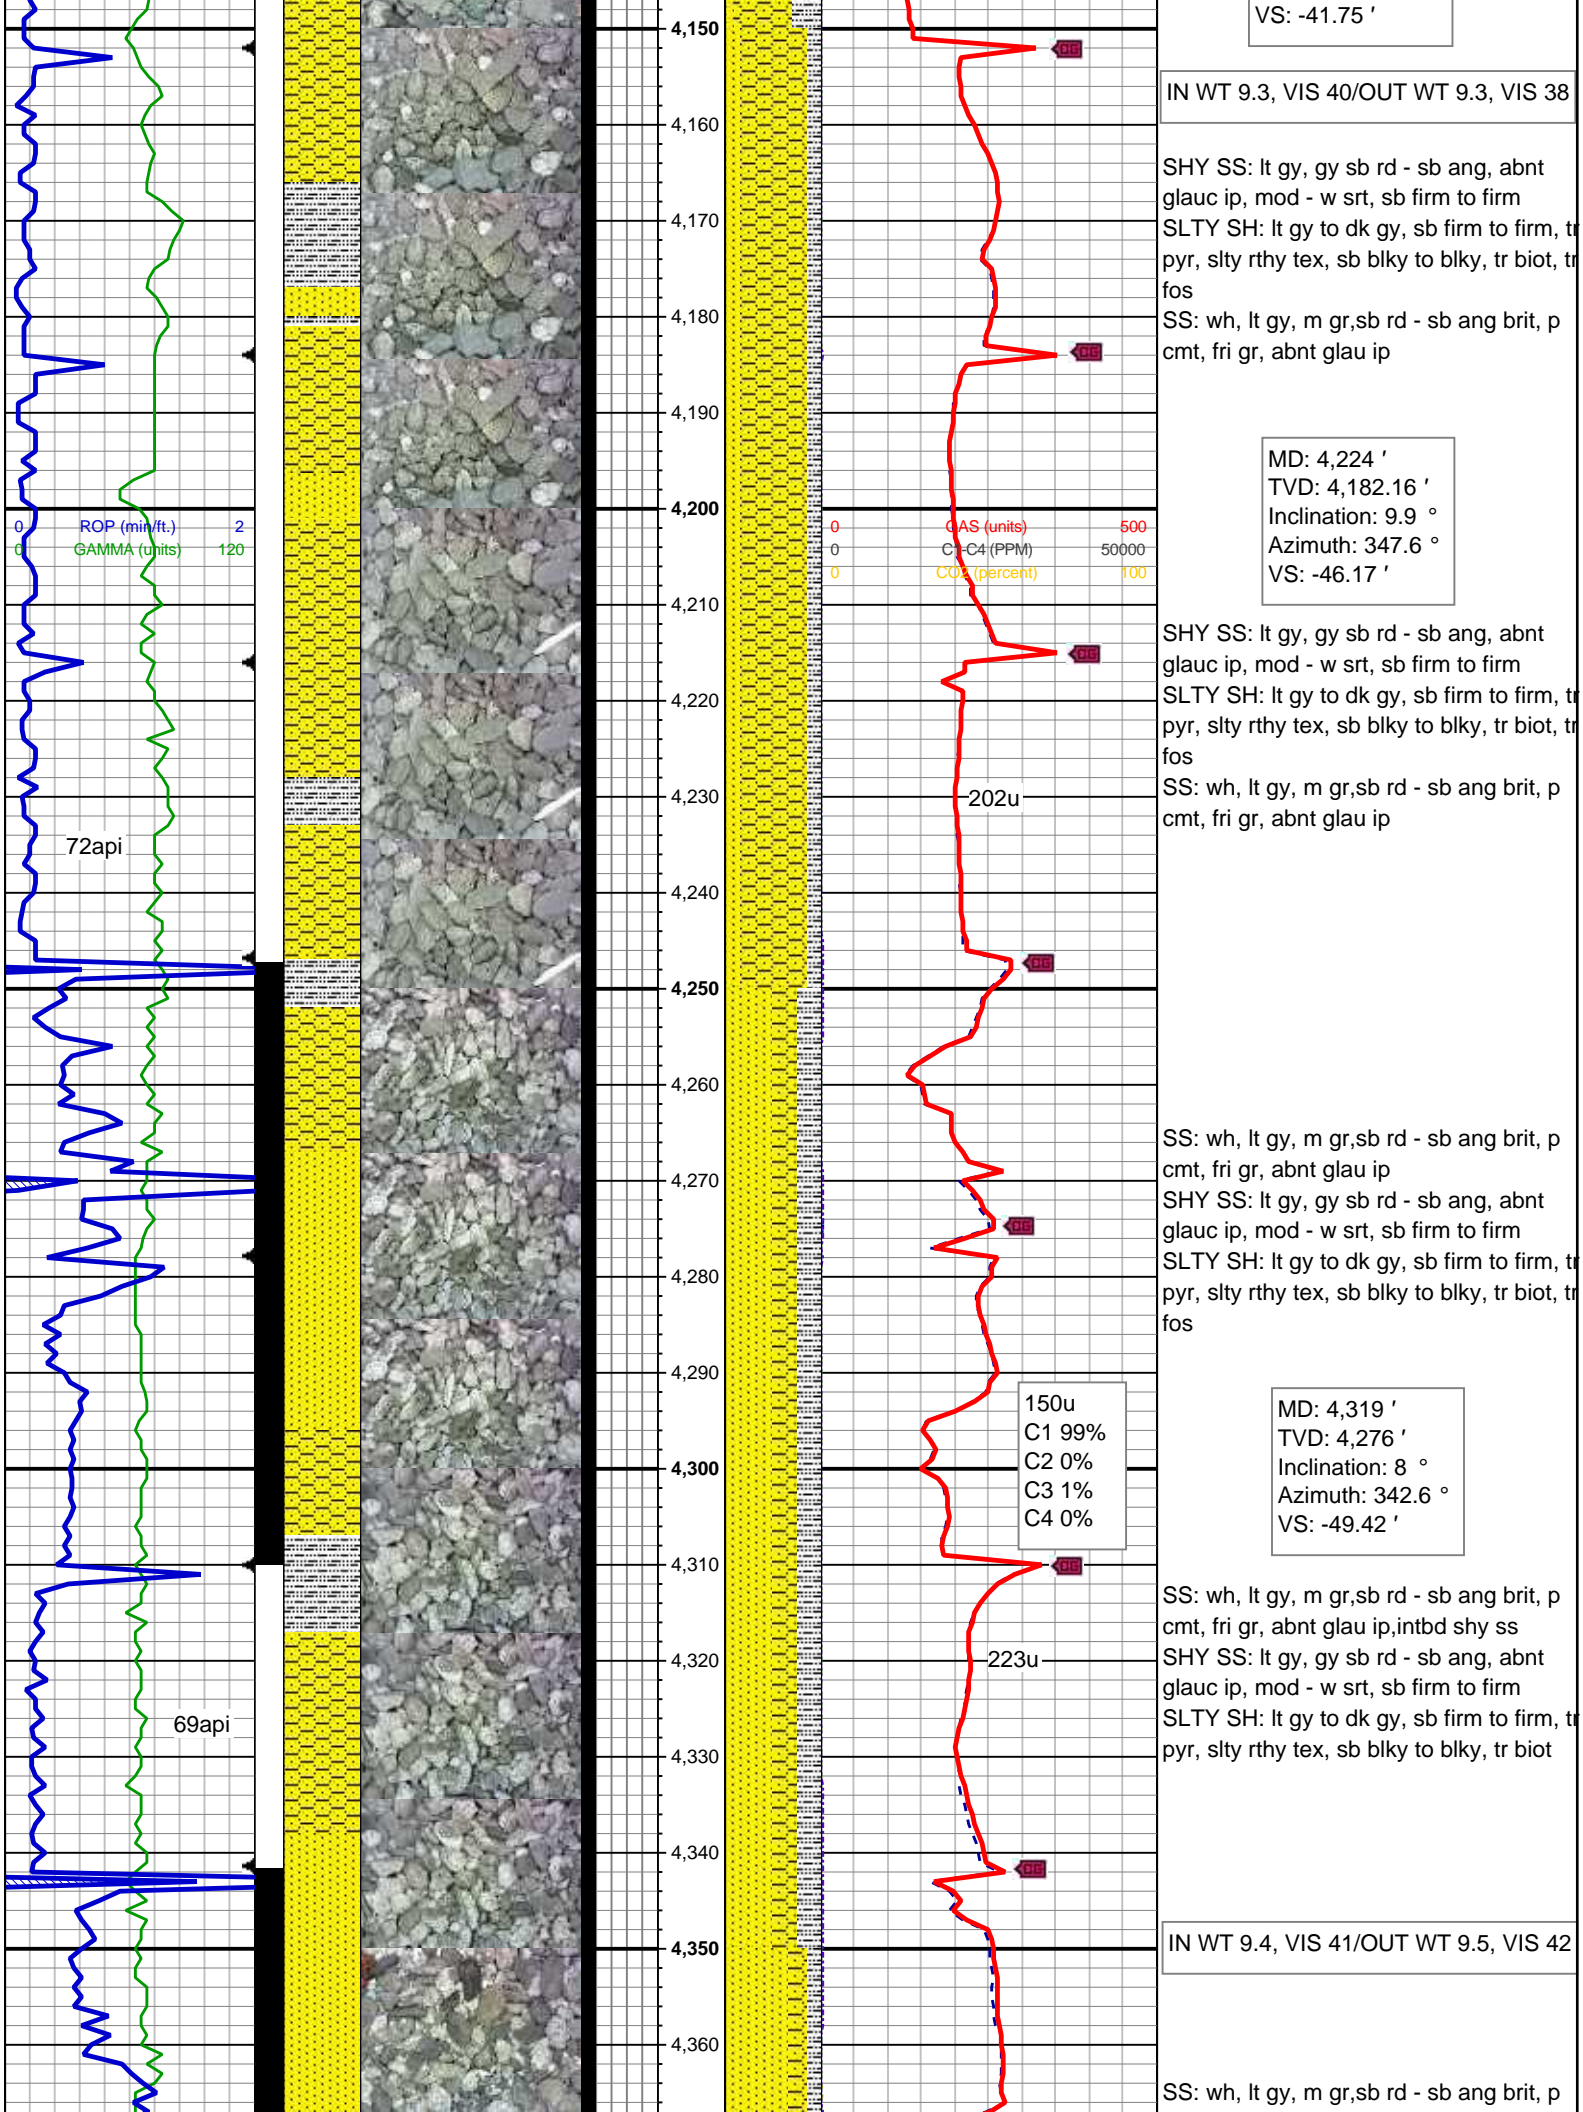 VS: -41.75 '
4,150
CG
IN WT 9.3, VIS 40/OUT WT 9.3, VIS 38
4,160
SHY SS: lt gy, gy sb rd - sb ang, abnt
glauc ip, mod - w srt, sb firm to firm
SLTY SH: lt gy to dk gy, sb firm to firm, tr
pyr, slty rthy tex, sb blky to blky, tr biot, tr
fos
SS: wh, lt gy, m gr,sb rd - sb ang brit, p
cmt, fri gr, abnt glau ip
4,170
4,180
CG
4,190
MD: 4,224 '
TVD: 4,182.16 '
Inclination: 9.9 °
Azimuth: 347.6 °
VS: -46.17 '
4,200
0 ROP (min/ft.) 2
0 GAMMA (units) 120
0 GAS (units) 500
0 C1-C4 (PPM) 50000
0 CO2 (percent) 100
4,210
SHY SS: lt gy, gy sb rd - sb ang, abnt
glauc ip, mod - w srt, sb firm to firm
SLTY SH: lt gy to dk gy, sb firm to firm, tr
pyr, slty rthy tex, sb blky to blky, tr biot, tr
fos
SS: wh, lt gy, m gr,sb rd - sb ang brit, p
cmt, fri gr, abnt glau ip
CG
4,220
4,230
202u
72api
4,240
CG
4,250
4,260
SS: wh, lt gy, m gr,sb rd - sb ang brit, p
cmt, fri gr, abnt glau ip
SHY SS: lt gy, gy sb rd - sb ang, abnt
glauc ip, mod - w srt, sb firm to firm
SLTY SH: lt gy to dk gy, sb firm to firm, tr
pyr, slty rthy tex, sb blky to blky, tr biot, tr
fos
4,270
CG
4,280
4,290
150u
C1 99%
C2 0%
C3 1%
C4 0%
MD: 4,319 '
TVD: 4,276 '
Inclination: 8 °
Azimuth: 342.6 °
VS: -49.42 '
4,300
4,310
CG
SS: wh, lt gy, m gr,sb rd - sb ang brit, p
cmt, fri gr, abnt glau ip,intbd shy ss
SHY SS: lt gy, gy sb rd - sb ang, abnt
glauc ip, mod - w srt, sb firm to firm
SLTY SH: lt gy to dk gy, sb firm to firm, tr
pyr, slty rthy tex, sb blky to blky, tr biot
4,320
223u
69api
4,330
4,340
CG
4,350
IN WT 9.4, VIS 41/OUT WT 9.5, VIS 42
4,360
SS: wh, lt gy, m gr,sb rd - sb ang brit, p